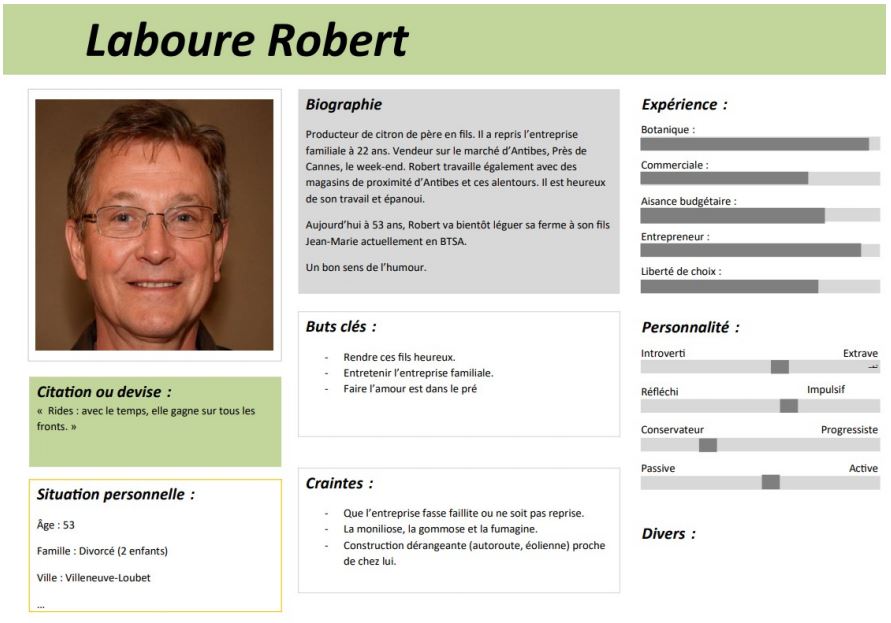 Laboure Robert
Biographie
Producteur de citron de père en fils. Il a repris l'entreprise
familiale à 22 ans. Vendeur sur le marché d'Antibes, Près de
Cannes, le week-end. Robert travaille également avec des
magasins de proximité d'Antibes et ces alentours. Il est heureux
de son travail et épanoui.
Aujourd'hui à 53 ans, Robert va bientôt léguer sa ferme à son fils
Jean-Marie actuellement en BTSA.
Un bon sens de l'humour.
Citation ou devise :
« Rides : avec le temps, elle gagne sur tous les
fronts. »
Situation personnelle :
Âge : 53
Famille : Divorcé (2 enfants)
Ville : Villeneuve-Loubet
...
Buts clés :
- Rendre ces fils heureux.
- Entretenir l'entreprise familiale.
- Faire l'amour est dans le pré
Craintes :
- Que l'entreprise fasse faillite ou ne soit pas reprise.
- La moniliose, la gommose et la fumagine.
- Construction dérangeante (autoroute, éolienne) proche
de chez lui.
Expérience :
Botanique :
Commerciale :
Aisance budgétaire :
Entrepreneur :
Liberté de choix :
Personnalité :
Introverti Extrave
Réfléchi Impulsif
Conservateur Progressiste
Passive Active
Divers :